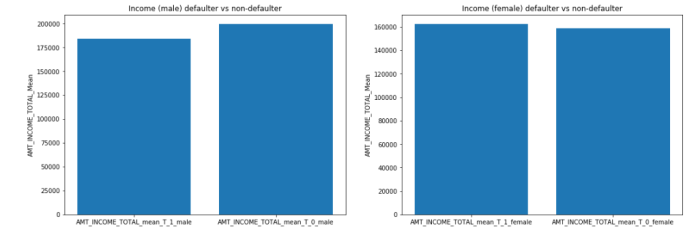 Income (male) defaulter vs non-defaulter
AMT_INCOME_TOTAL_Mean
200000
175000
150000
125000
100000
75000
50000
25000
0
AMT_INCOME_TOTAL_mean_T_1_male
AMT_INCOME_TOTAL_mean_T_0_male
Income (female) defaulter vs non-defaulter
AMT_INCOME_TOTAL_Mean
160000
140000
120000
100000
80000
60000
40000
20000
0
AMT_INCOME_TOTAL_mean_T_1_female
AMT_INCOME_TOTAL_mean_T_0_female